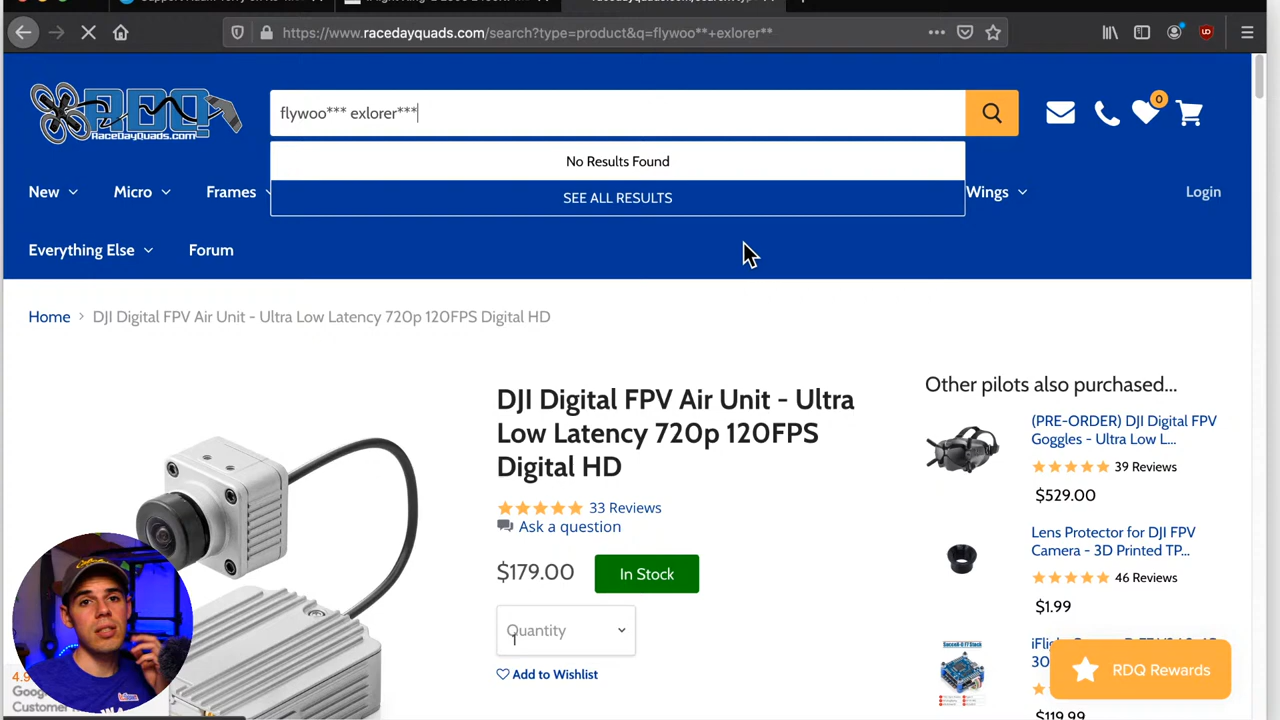 https://www.racedayquads.com/search?type=product&q=flywoo**+exlorer**
RDQ
RaceDayQuads.com
flywoo*** exlorer***
0
No Results Found
SEE ALL RESULTS
New
Micro
Frames
Wings
Login
Everything Else
Forum
Home > DJI Digital FPV Air Unit - Ultra Low Latency 720p 120FPS Digital HD
DJI Digital FPV Air Unit - Ultra
Low Latency 720p 120FPS
Digital HD
33 Reviews
Ask a question
$179.00
In Stock
Quantity
Add to Wishlist
Other pilots also purchased...
(PRE-ORDER) DJI Digital FPV
Goggles - Ultra Low L...
39 Reviews
$529.00
Lens Protector for DJI FPV
Camera - 3D Printed TP...
46 Reviews
$1.99
30
$119.99
RDQ Rewards
4.9
Goog
Customer